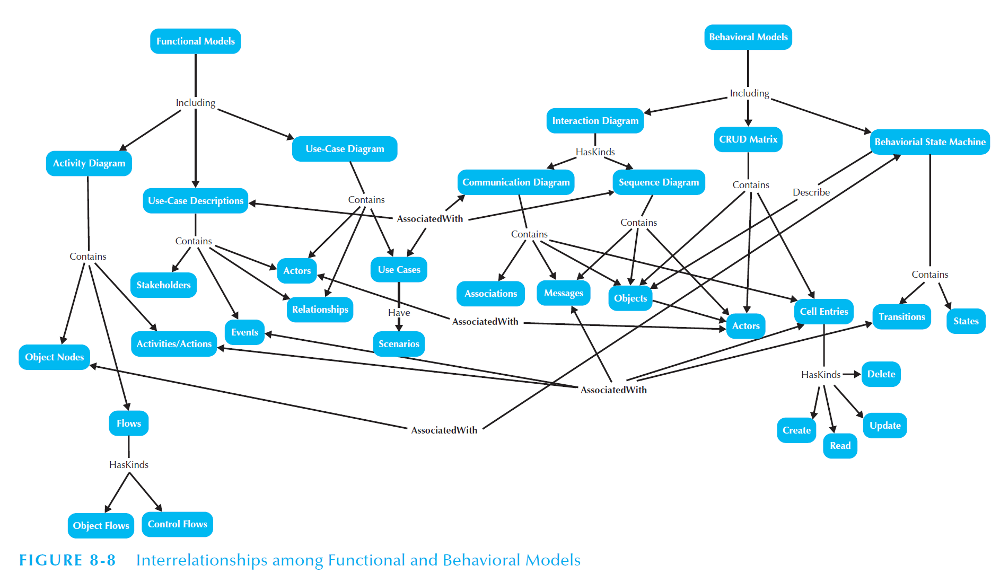 Functional Models
Behavioral Models
Including
Including
Interaction Diagram
CRUD Matrix
Behaviorial State Machine
Use-Case Diagram
Activity Diagram
HasKinds
Communication Diagram
Sequence Diagram
Contains
Describe
Use-Case Descriptions
Contains
AssociatedWith
Contains
Contains
Contains
Contains
Actors
Use Cases
Contains
Stakeholders
Associations
Messages
Objects
Relationships
Have
Cell Entries
Transitions
States
AssociatedWith
Actors
Events
Activities/Actions
Scenarios
Object Nodes
HasKinds
Delete
AssociatedWith
Flows
AssociatedWith
Create
Update
Read
HasKinds
Object Flows
Control Flows
FIGURE 8-8 Interrelationships among Functional and Behavioral Models